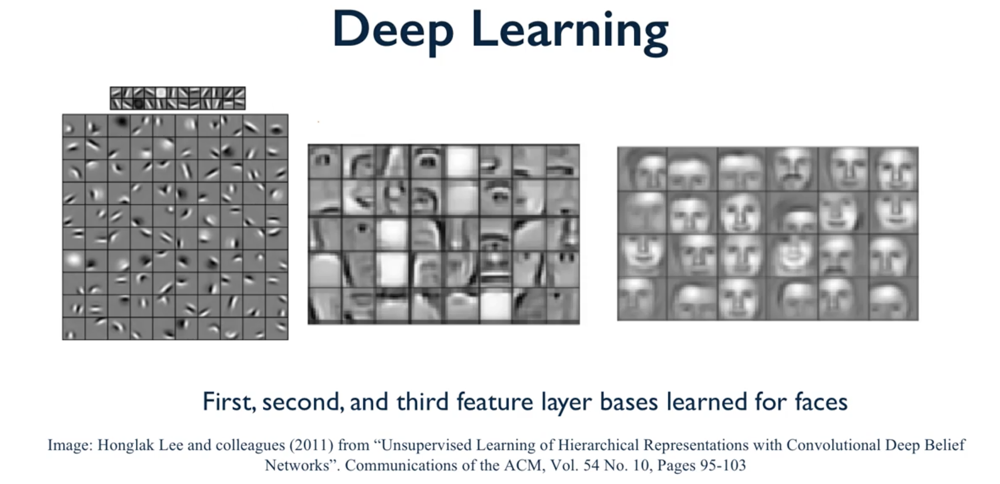 Deep Learning
First, second, and third feature layer bases learned for faces
Image: Honglak Lee and colleagues (2011) from “Unsupervised Learning of Hierarchical Representations with Convolutional Deep Belief
Networks”. Communications of the ACM, Vol. 54 No. 10, Pages 95-103